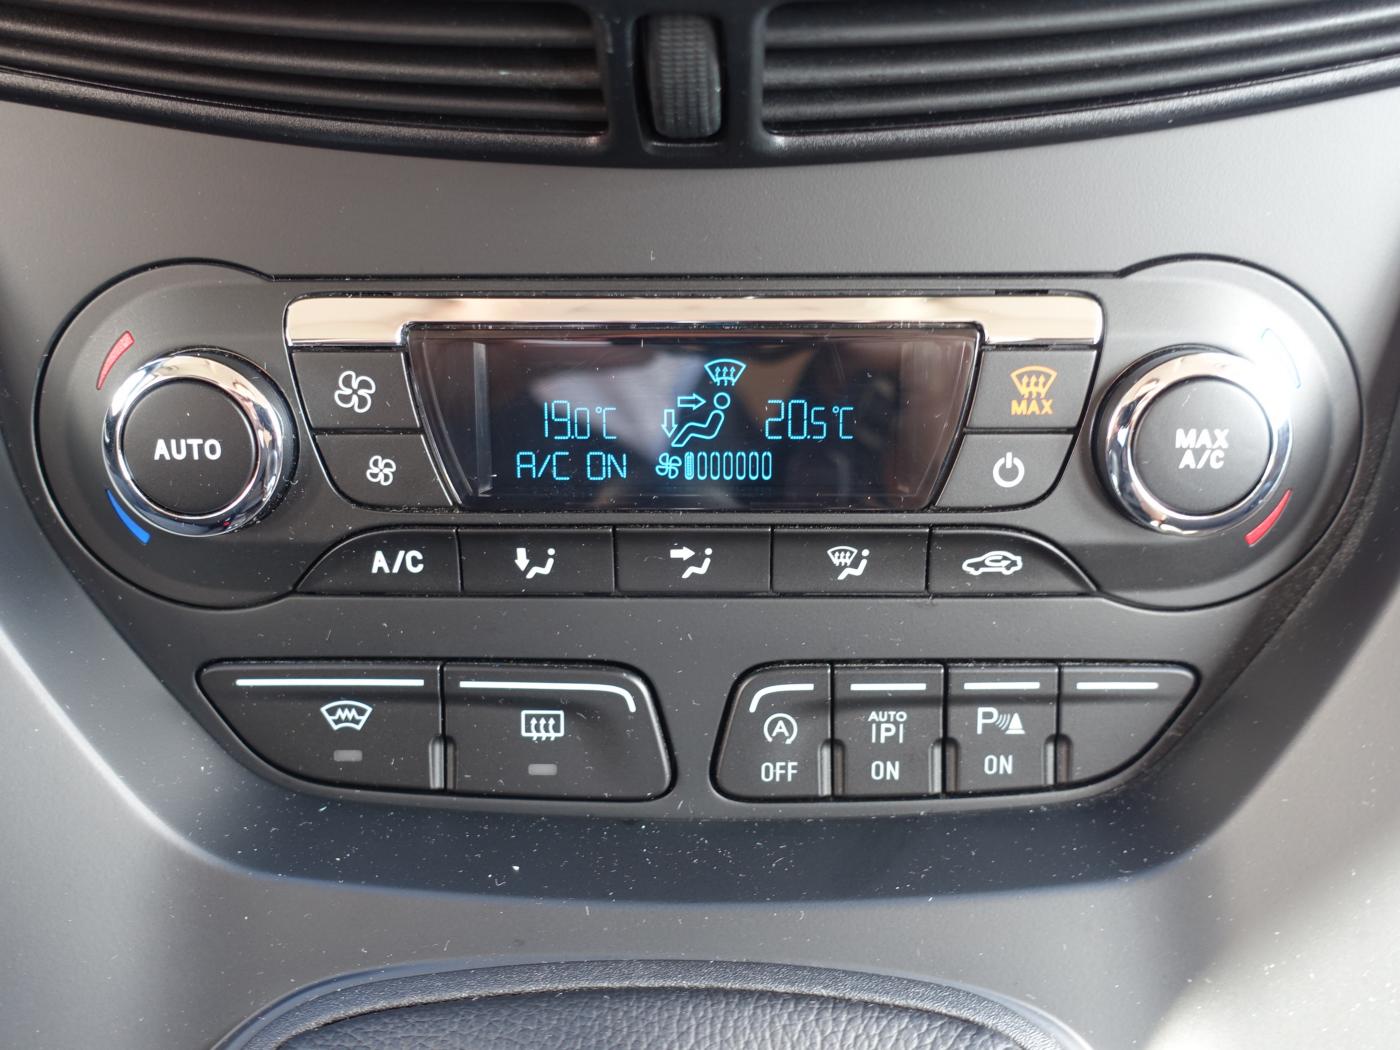 19.0°C
20.5°C
A/C ON
MAX
AUTO
MAX
A/C
A/C
A
OFF
AUTO
|P|
ON
P
ON